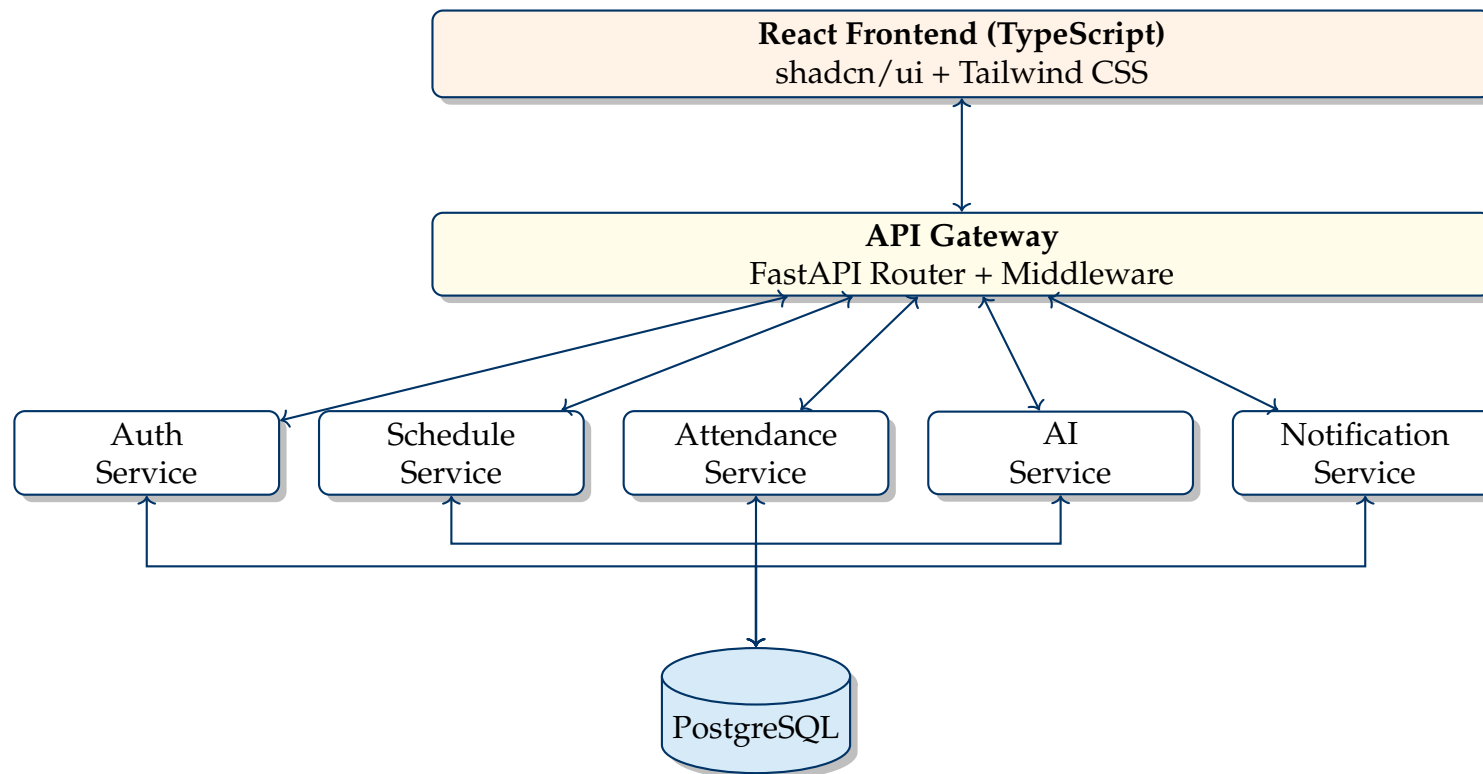 React Frontend (TypeScript)
shadcn/ui + Tailwind CSS
API Gateway
FastAPI Router + Middleware
Auth
Service
Schedule
Service
Attendance
Service
AI
Service
Notification
Service
PostgreSQL